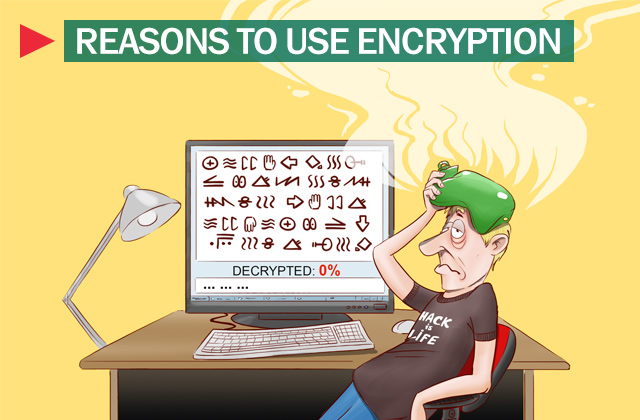 REASONS TO USE ENCRYPTION
DECRYPTED: 0%
... ... ...
HACK
is
LiFE